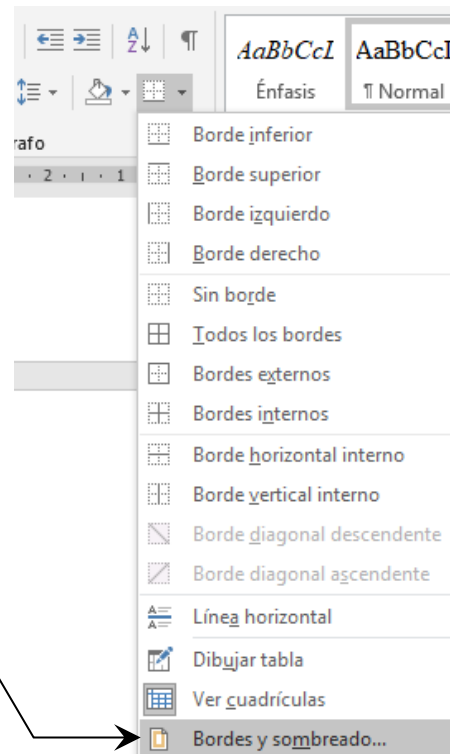 AaBbCcI AaBbCcI
Énfasis ¶ Normal
rafo
· 2 · ı · 1
Borde inferior
Borde superior
Borde izquierdo
Borde derecho
Sin borde
Todos los bordes
Bordes externos
Bordes internos
Borde horizontal interno
Borde vertical interno
Borde diagonal descendente
Borde diagonal ascendente
Línea horizontal
Dibujar tabla
Ver cuadrículas
Bordes y sombreado...